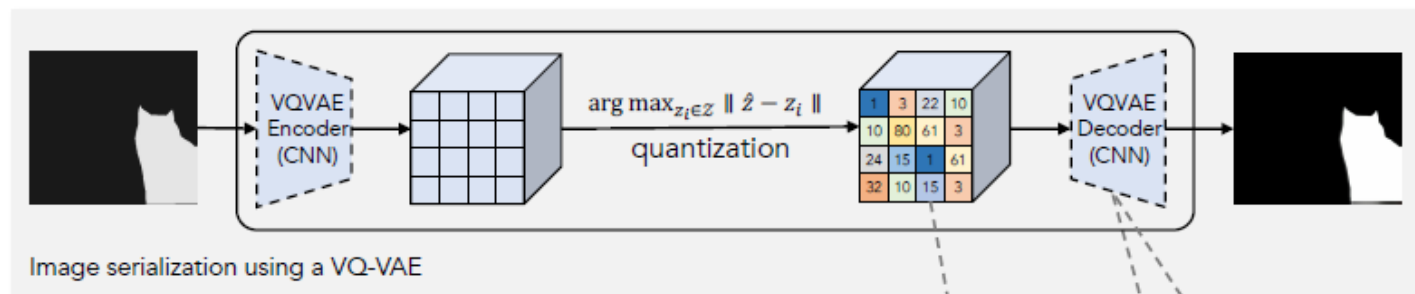 VQVAE
Encoder
(CNN)
arg max_{z_i∈𝒵} ‖ ẑ − z_i ‖
quantization
1 3 22 10
10 80 61 3
24 15 1 61
32 10 15 3
VQVAE
Decoder
(CNN)
Image serialization using a VQ-VAE